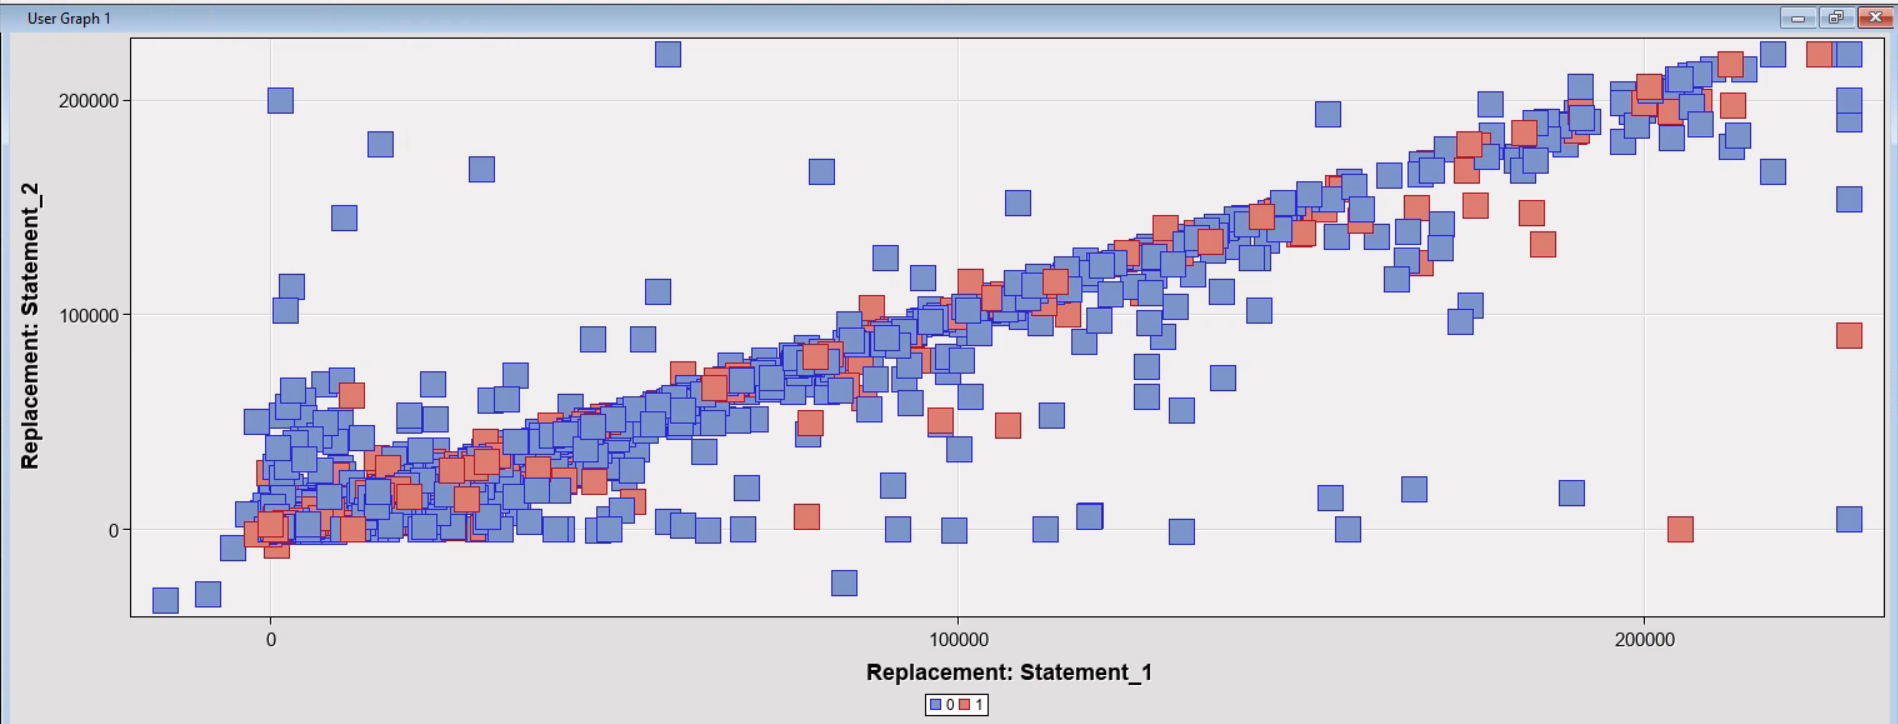 User Graph 1
200000
100000
0
Replacement: Statement_2
0 100000 200000
Replacement: Statement_1
0 1